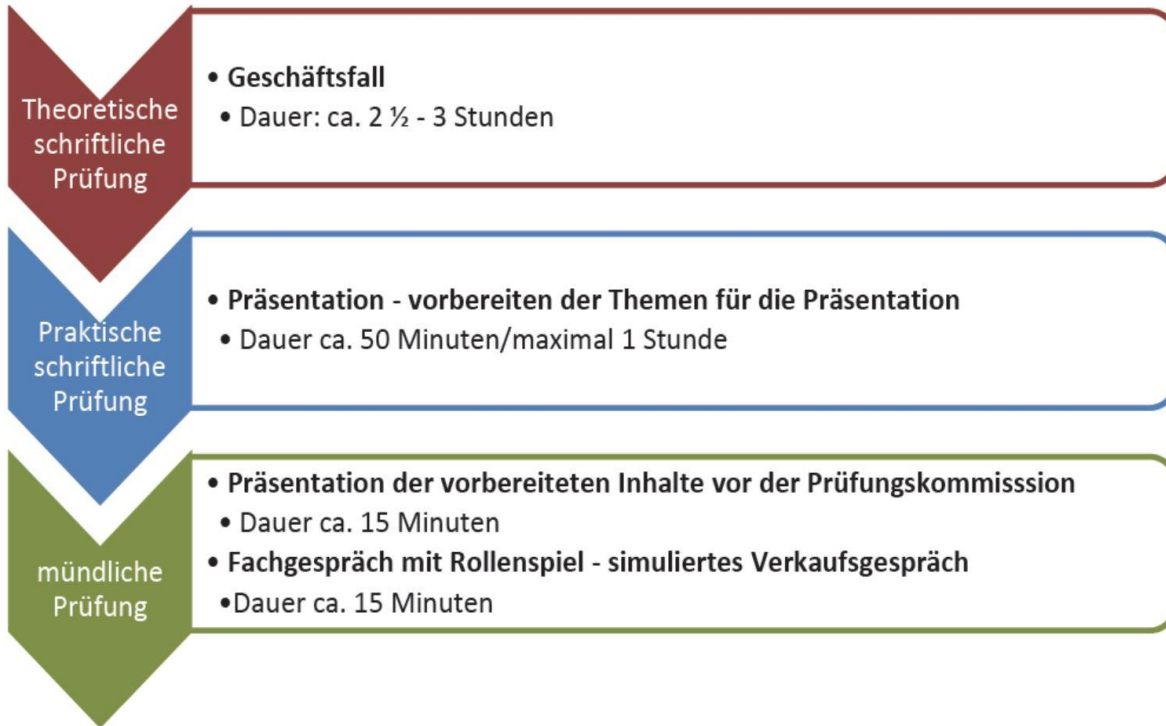 Theoretische
schriftliche
Prüfung
• Geschäftsfall
• Dauer: ca. 2 ½ - 3 Stunden
Praktische
schriftliche
Prüfung
• Präsentation - vorbereiten der Themen für die Präsentation
• Dauer ca. 50 Minuten/maximal 1 Stunde
mündliche
Prüfung
• Präsentation der vorbereiteten Inhalte vor der Prüfungskommisssion
• Dauer ca. 15 Minuten
• Fachgespräch mit Rollenspiel - simuliertes Verkaufsgespräch
•Dauer ca. 15 Minuten